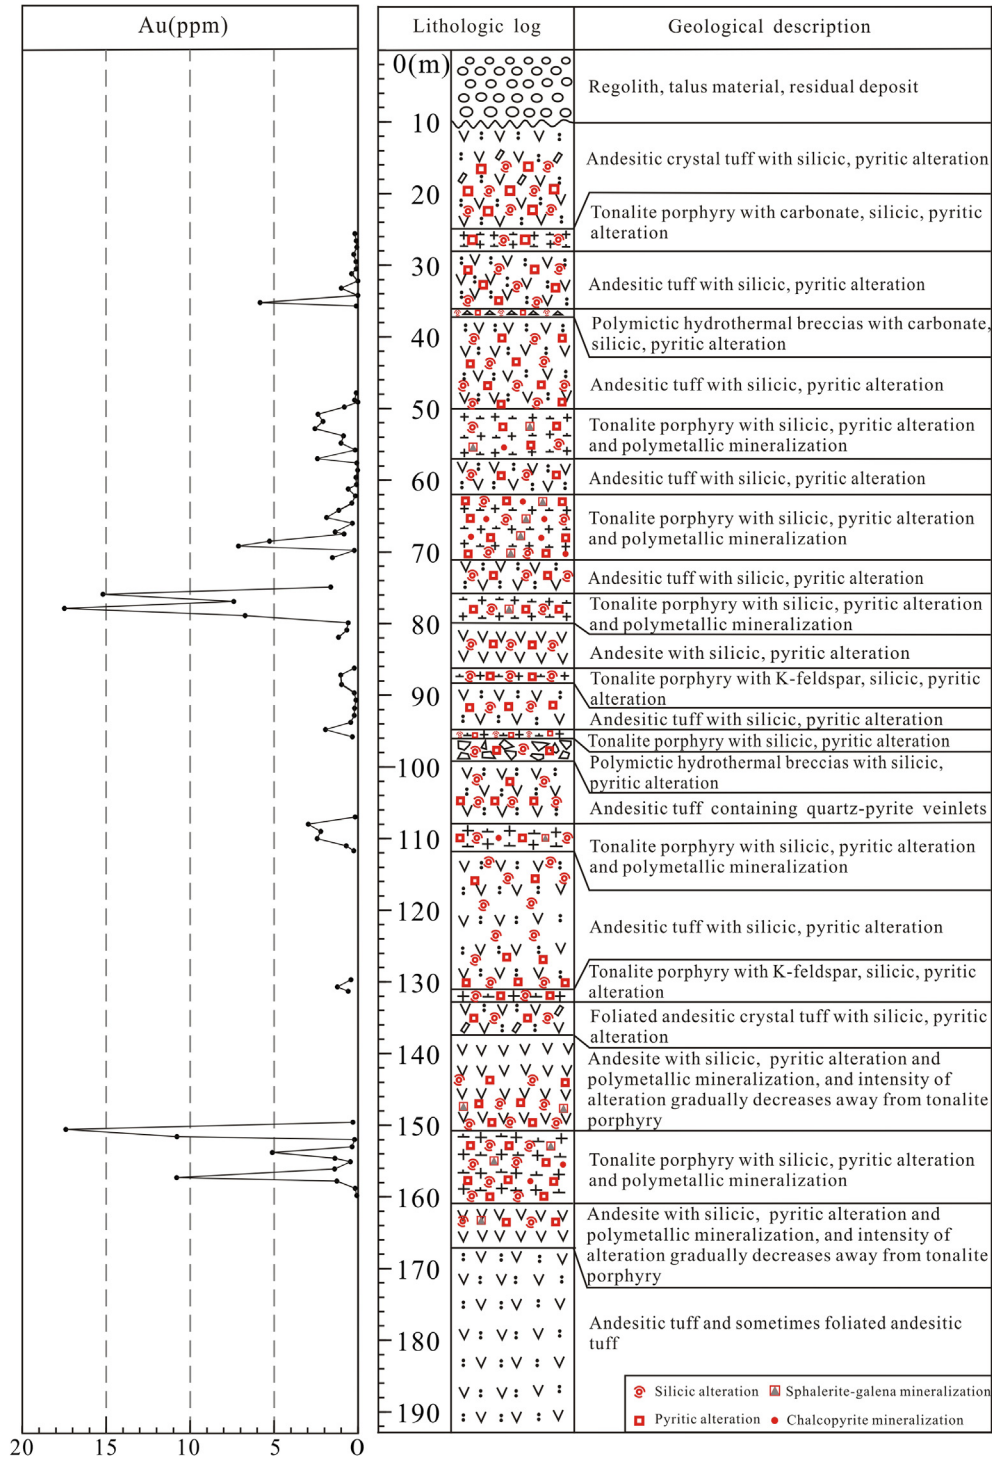 Au(ppm)
Lithologic log
Geological description
0(m)
Regolith, talus material, residual deposit
10
Andesitic crystal tuff with silicic, pyritic alteration
20
Tonalite porphyry with carbonate, silicic, pyritic
alteration
30
Andesitic tuff with silicic, pyritic alteration
Polymictic hydrothermal breccias with carbonate,
silicic, pyritic alteration
40
Andesitic tuff with silicic, pyritic alteration
50
Tonalite porphyry with silicic, pyritic alteration
and polymetallic mineralization
60
Andesitic tuff with silicic, pyritic alteration
Tonalite porphyry with silicic, pyritic alteration
and polymetallic mineralization
70
Andesitic tuff with silicic, pyritic alteration
Tonalite porphyry with silicic, pyritic alteration
and polymetallic mineralization
80
Andesite with silicic, pyritic alteration
Tonalite porphyry with K-feldspar, silicic, pyritic
alteration
90
Andesitic tuff with silicic, pyritic alteration
Tonalite porphyry with silicic, pyritic alteration
Polymictic hydrothermal breccias with silicic,
pyritic alteration
100
Andesitic tuff containing quartz-pyrite veinlets
110
Tonalite porphyry with silicic, pyritic alteration
and polymetallic mineralization
120
Andesitic tuff with silicic, pyritic alteration
Tonalite porphyry with K-feldspar, silicic, pyritic
alteration
130
Foliated andesitic crystal tuff with silicic, pyritic
alteration
140
Andesite with silicic, pyritic alteration and
polymetallic mineralization, and intensity of
alteration gradually decreases away from tonalite
porphyry
150
Tonalite porphyry with silicic, pyritic alteration
and polymetallic mineralization
160
Andesite with silicic, pyritic alteration and
polymetallic mineralization, and intensity of
alteration gradually decreases away from tonalite
porphyry
170
Andesitic tuff and sometimes foliated andesitic
tuff
180
190
Silicic alteration
Sphalerite-galena mineralization
Pyritic alteration
Chalcopyrite mineralization
20 15 10 5 0